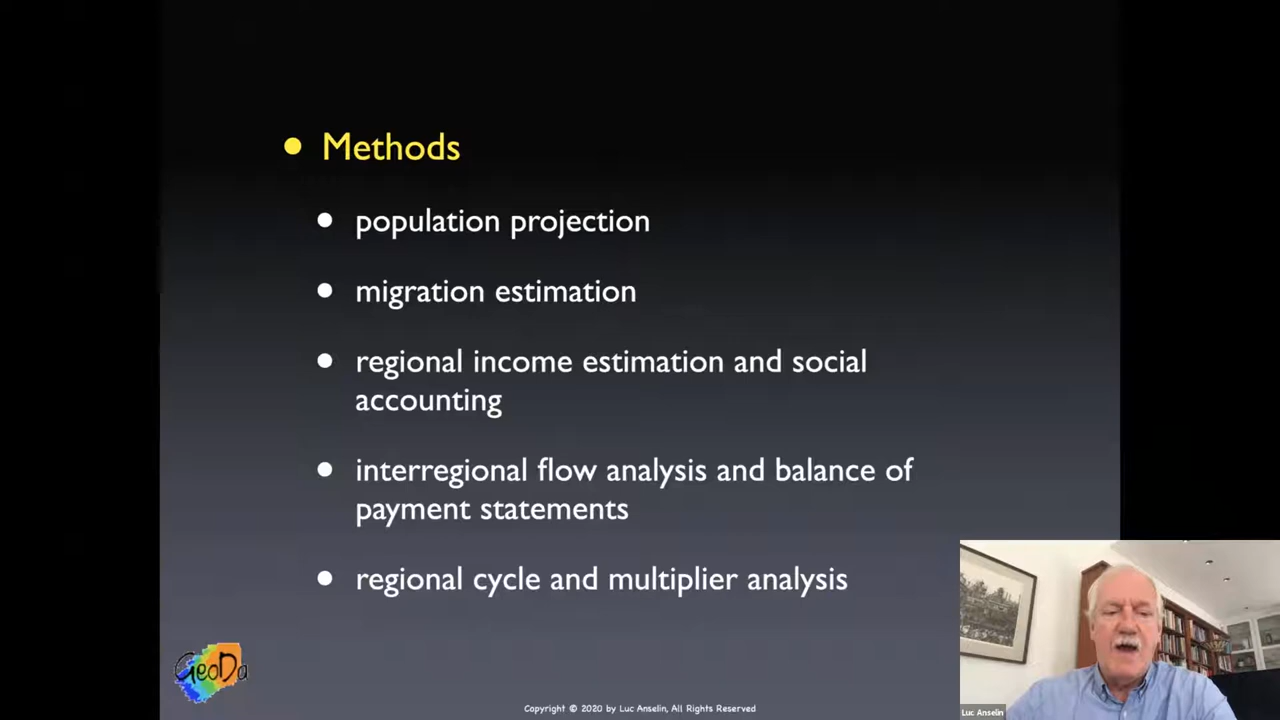 Methods
population projection
migration estimation
regional income estimation and social
accounting
interregional flow analysis and balance of
payment statements
regional cycle and multiplier analysis
GeoDa
Copyright © 2020 by Luc Anselin, All Rights Reserved
Luc Anselin